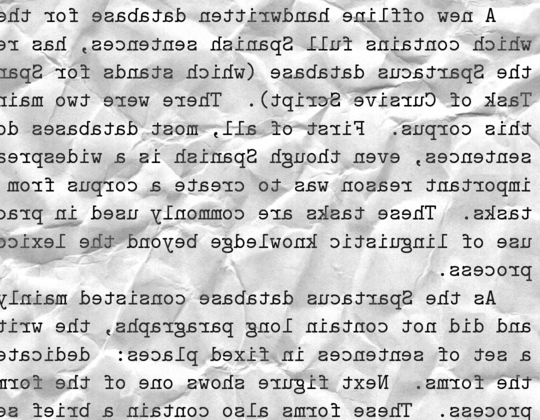 A new offline handwritten database for the
which contains full Spanish sentences, has re
the Spartacus database (which stands for Span
Task of Cursive Script). There were two main
this corpus. First of all, most databases do
sentences, even though Spanish is a widesprea
important reason was to create a corpus from
tasks. These tasks are commonly used in prac
use of linguistic knowledge beyond the lexico
process.
As the Spartacus database consisted mainly
and did not contain long paragraphs, the writ
a set of sentences in fixed places: dedicate
the forms. Next figure shows one of the form
process. These forms also contain a brief se